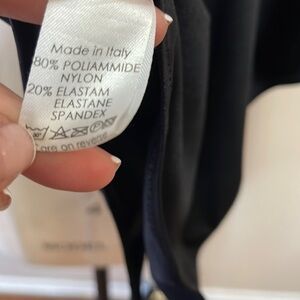 Made in Italy
80% POLIAMMIDE
NYLON
20% ELASTAM
ELASTANE
SPANDEX
are on reverse